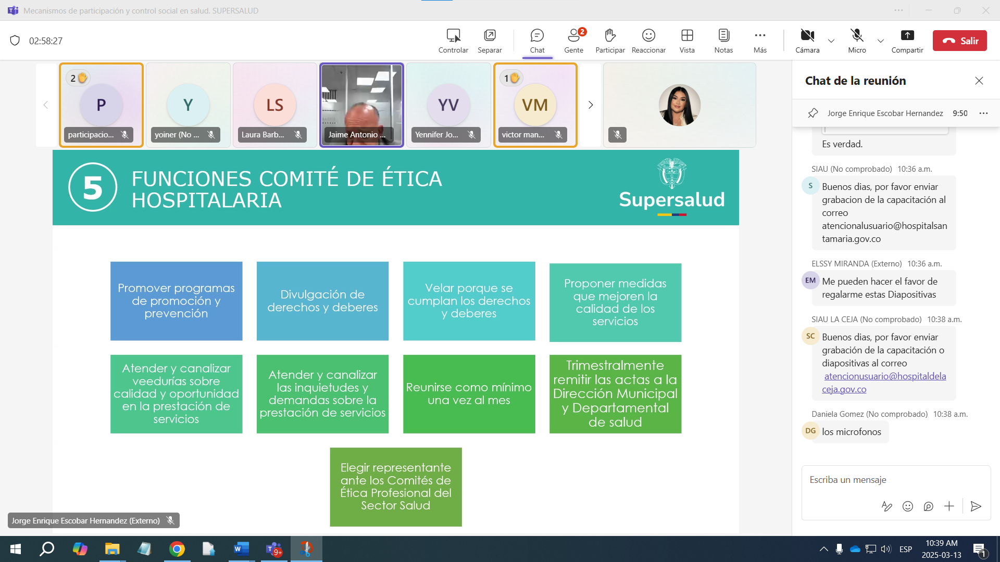 Mecanismos de participación y control social en salud. SUPERSALUD
02:58:27
Controlar
Separar
Chat
2
Gente
Participar
Reaccionar
Vista
Notas
Más
Cámara
Micro
Compartir
Salir
2
P
participacio...
Y
yoiner (No ...
LS
Laura Barb...
Jaime Antonio ...
YV
Yennifer Jo...
1
VM
victor man...
5
FUNCIONES COMITÉ DE ÉTICA
HOSPITALARIA
Supersalud
Promover programas
de promoción y
prevención
Divulgación de
derechos y deberes
Velar porque se
cumplan los derechos
y deberes
Proponer medidas
que mejoren la
calidad de los
servicios
Atender y canalizar
veedurías sobre
calidad y oportunidad
en la prestación de
servicios
Atender y canalizar
las inquietudes y
demandas sobre la
prestación de servicios
Reunirse como mínimo
una vez al mes
Trimestralmente
remitir las actas a la
Dirección Municipal
y Departamental
de salud
Elegir representante
ante los Comités de
Ética Profesional del
Sector Salud
Jorge Enrique Escobar Hernandez (Externo)
Chat de la reunión
Jorge Enrique Escobar Hernandez 9:50
Es verdad.
SIAU (No comprobado) 10:36 a.m.
S
Buenos dias, por favor enviar
grabacion de la capacitación al
correo
atencionalusuario@hospitalsan
tamaria.gov.co
ELSSY MIRANDA (Externo) 10:36 a.m.
EM
Me pueden hacer el favor de
regalarme estas Diapositivas
SIAU LA CEJA (No comprobado) 10:38 a.m.
SC
Buenos dias, por favor enviar
grabación de la capacitación o
diapositivas al correo
atencionusuario@hospitaldela
ceja.gov.co
Daniela Gomez (No comprobado) 10:38 a.m.
DG
los microfonos
Escriba un mensaje
9+
ESP
10:39 AM
2025-03-13
1